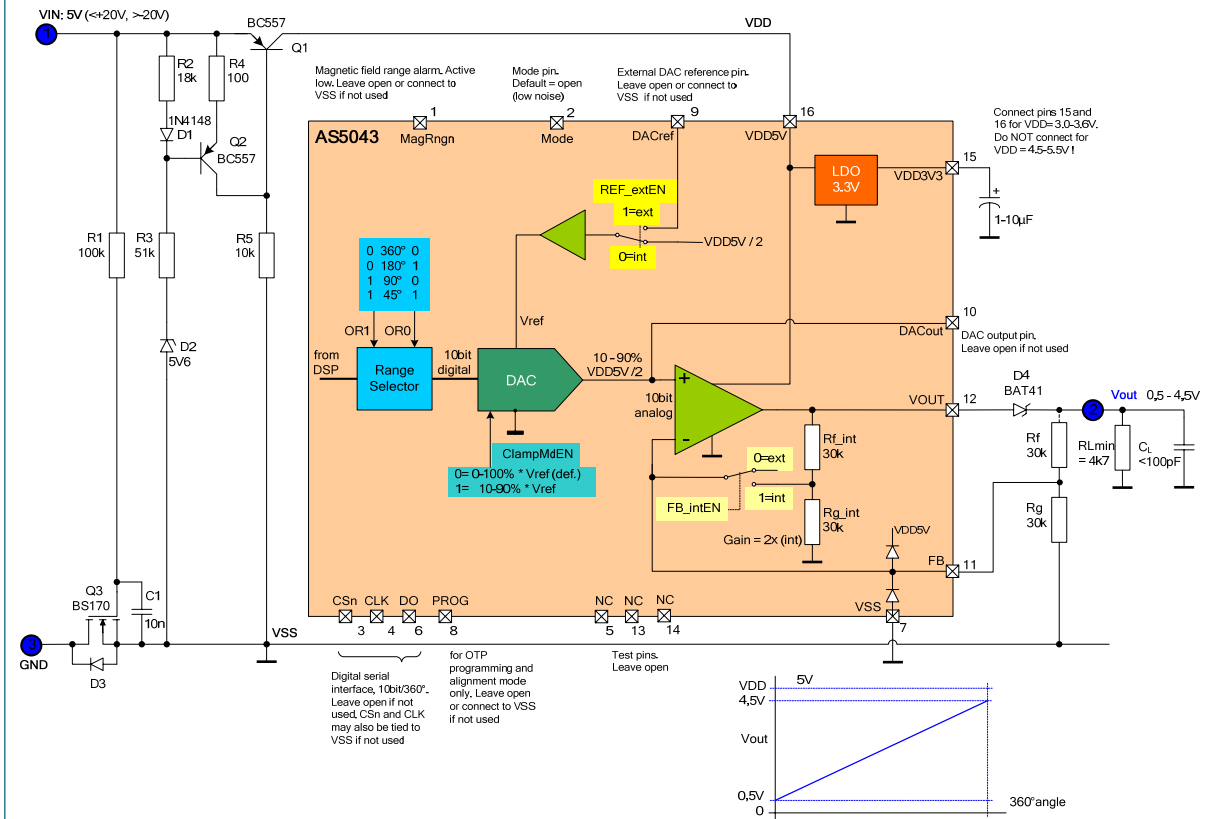 VIN: 5V (<+20V, >-20V)
1
BC557
Q1
VDD
R2
18k
R4
100
1N4148
D1
Q2
BC557
R1
100k
R3
51k
R5
10k
D2
5V6
Q3
BS170
C1
10n
3
GND
D3
VSS
Magnetic field range alarm. Active
low. Leave open or connect to
VSS if not used
Mode pin.
Default = open
(low noise)
External DAC reference pin.
Leave open or connect to
VSS if not used
1
2
9
16
AS5043
MagRngn
Mode
DACref
VDD5V
Connect pins 15 and
16 for VDD= 3.0-3.6V.
Do NOT connect for
VDD = 4.5-5.5V !
LDO
3.3V
15
VDD3V3
+
1-10µF
REF_extEN
1=ext
VDD5V / 2
0=int
0 360° 0
0 180° 1
1 90° 0
1 45° 1
OR1
OR0
Vref
from
DSP
Range
Selector
10bit
digital
DAC
10 - 90%
VDD5V /2
10
DACout
DAC output pin.
Leave open if not used
+
10bit
analog
-
VOUT
12
D4
BAT41
2
Vout 0,5 - 4,5V
Rf_int
30k
Rf
30k
RLmin
= 4k7
CL
<100pF
ClampMdEN
0= 0-100% * Vref (def.)
1= 10-90% * Vref
0=ext
1=int
FB_intEN
Rg_int
30k
Gain = 2x (int)
Rg
30k
VDD5V
FB
11
VSS
7
CSn
CLK
DO
PROG
NC
NC
NC
3
4
6
8
5
13
14
Digital serial
interface, 10bit/360°.
Leave open if not
used. CSn and CLK
may also be tied to
VSS if not used
for OTP
programming and
alignment mode
only. Leave open
or connect to VSS
if not used
Test pins.
Leave open
VDD
5V
4,5V
Vout
0,5V
0
360°angle